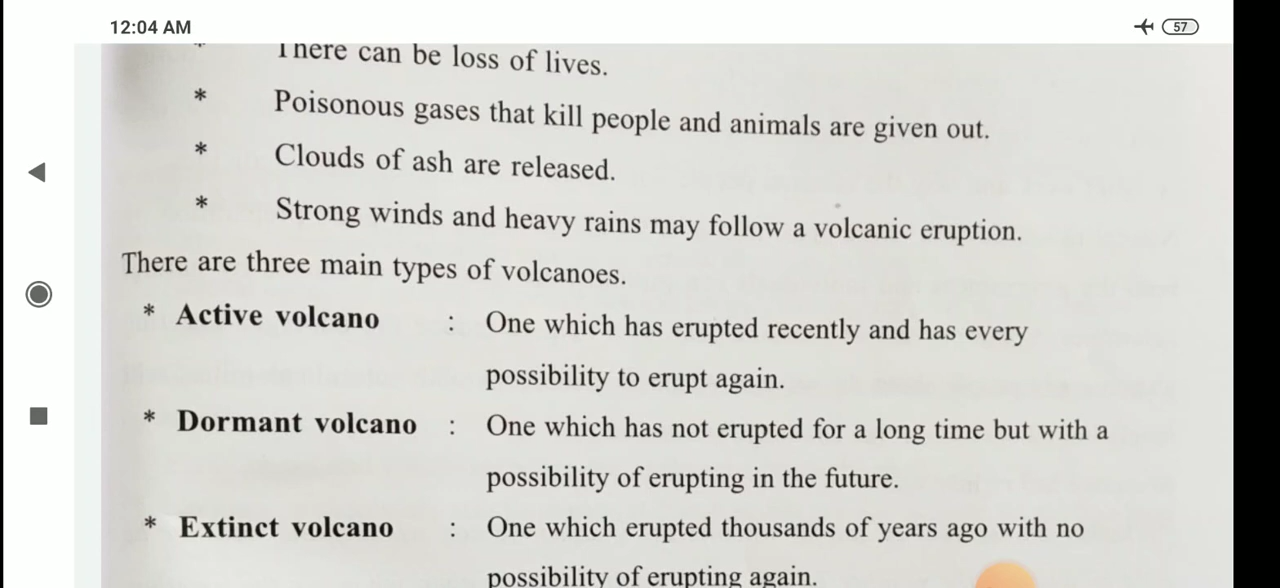 12:04 AM 57
* There can be loss of lives.
* Poisonous gases that kill people and animals are given out.
* Clouds of ash are released.
* Strong winds and heavy rains may follow a volcanic eruption.
There are three main types of volcanoes.
* Active volcano : One which has erupted recently and has every
possibility to erupt again.
* Dormant volcano : One which has not erupted for a long time but with a
possibility of erupting in the future.
* Extinct volcano : One which erupted thousands of years ago with no
possibility of erupting again.